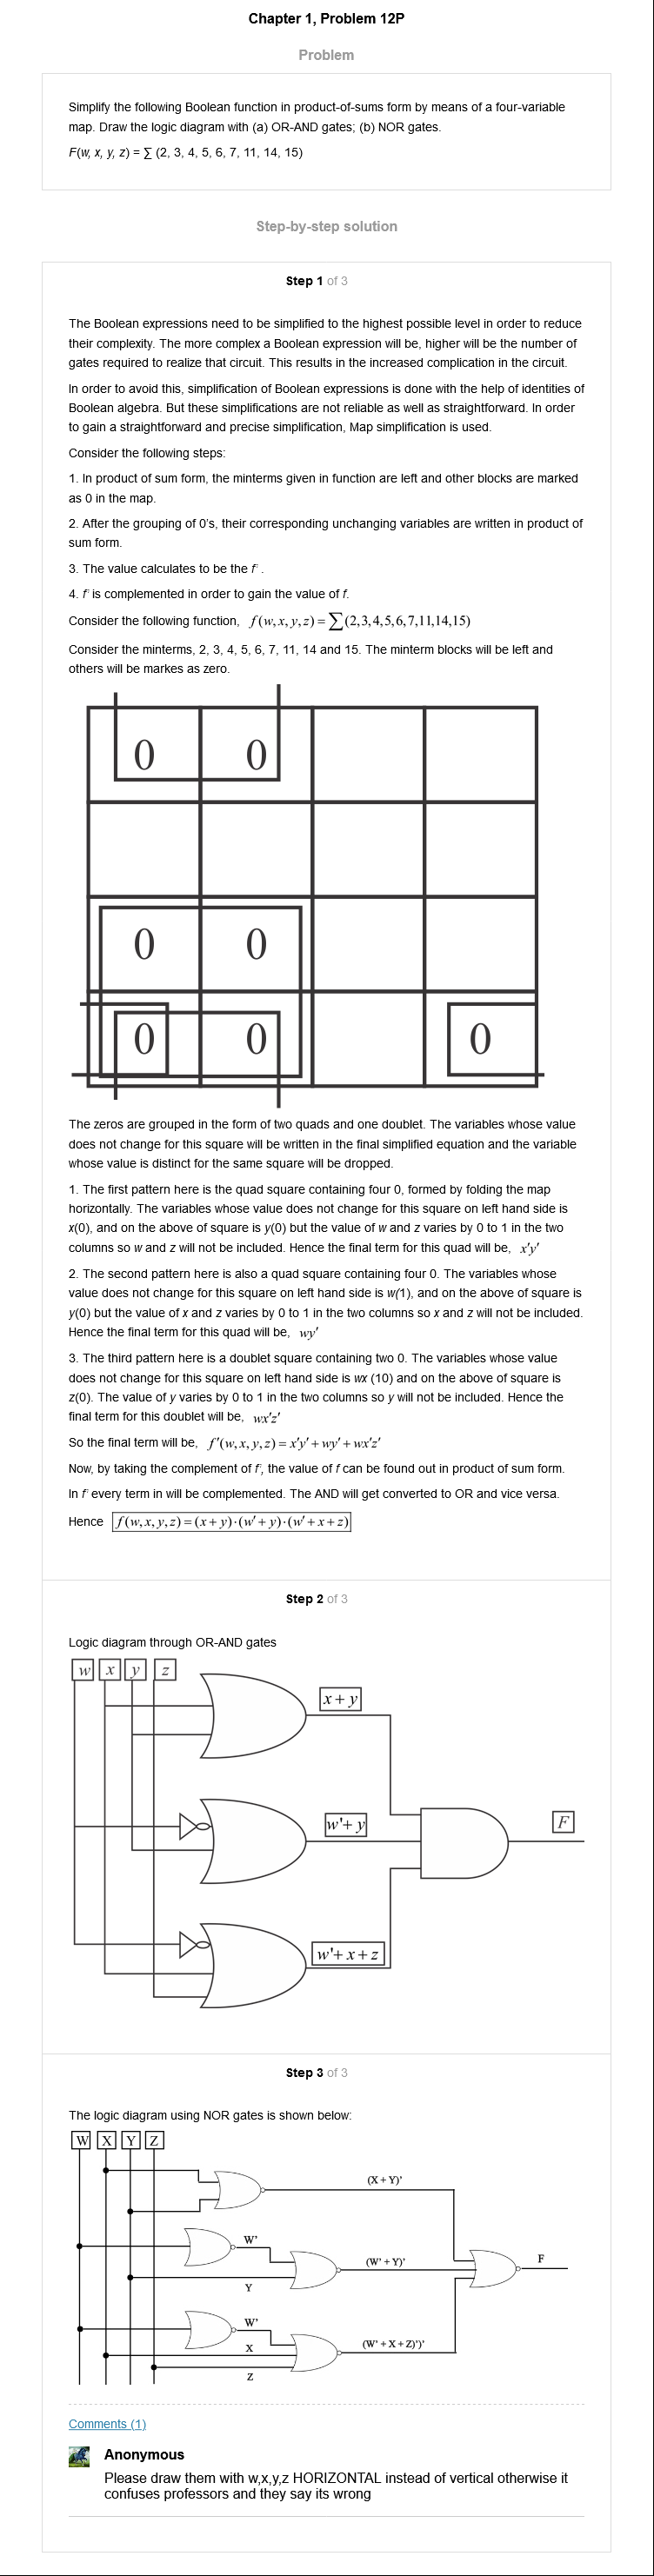 Chapter 1, Problem 12P
Problem
Simplify the following Boolean function in product-of-sums form by means of a four-variable
map. Draw the logic diagram with (a) OR-AND gates; (b) NOR gates.
F(w, x, y, z) = ∑ (2, 3, 4, 5, 6, 7, 11, 14, 15)
Step-by-step solution
Step 1 of 3
The Boolean expressions need to be simplified to the highest possible level in order to reduce
their complexity. The more complex a Boolean expression will be, higher will be the number of
gates required to realize that circuit. This results in the increased complication in the circuit.
In order to avoid this, simplification of Boolean expressions is done with the help of identities of
Boolean algebra. But these simplifications are not reliable as well as straightforward. In order
to gain a straightforward and precise simplification, Map simplification is used.
Consider the following steps:
1. In product of sum form, the minterms given in function are left and other blocks are marked
as 0 in the map.
2. After the grouping of 0's, their corresponding unchanging variables are written in product of
sum form.
3. The value calculates to be the f' .
4. f' is complemented in order to gain the value of f.
Consider the following function, f(w,x,y,z)=∑(2,3,4,5,6,7,11,14,15)
Consider the minterms, 2, 3, 4, 5, 6, 7, 11, 14 and 15. The minterm blocks will be left and
others will be markes as zero.
0 0
0 0
0 0 0
The zeros are grouped in the form of two quads and one doublet. The variables whose value
does not change for this square will be written in the final simplified equation and the variable
whose value is distinct for the same square will be dropped.
1. The first pattern here is the quad square containing four 0, formed by folding the map
horizontally. The variables whose value does not change for this square on left hand side is
x(0), and on the above of square is y(0) but the value of w and z varies by 0 to 1 in the two
columns so w and z will not be included. Hence the final term for this quad will be, x'y'
2. The second pattern here is also a quad square containing four 0. The variables whose
value does not change for this square on left hand side is w(1), and on the above of square is
y(0) but the value of x and z varies by 0 to 1 in the two columns so x and z will not be included.
Hence the final term for this quad will be, wy'
3. The third pattern here is a doublet square containing two 0. The variables whose value
does not change for this square on left hand side is wx (10) and on the above of square is
z(0). The value of y varies by 0 to 1 in the two columns so y will not be included. Hence the
final term for this doublet will be, wx'z'
So the final term will be, f'(w,x,y,z)=x'y'+wy'+wx'z'
Now, by taking the complement of f', the value of f can be found out in product of sum form.
In f' every term in will be complemented. The AND will get converted to OR and vice versa.
Hence f(w,x,y,z)=(x+y)·(w'+y)·(w'+x+z)
Step 2 of 3
Logic diagram through OR-AND gates
w x y z
x+y
w'+y
F
w'+x+z
Step 3 of 3
The logic diagram using NOR gates is shown below:
W X Y Z
(X+Y)'
W'
(W'+Y)'
F
Y
W'
X
(W'+X+Z)')'
Z
Comments (1)
Anonymous
Please draw them with w,x,y,z HORIZONTAL instead of vertical otherwise it
confuses professors and they say its wrong